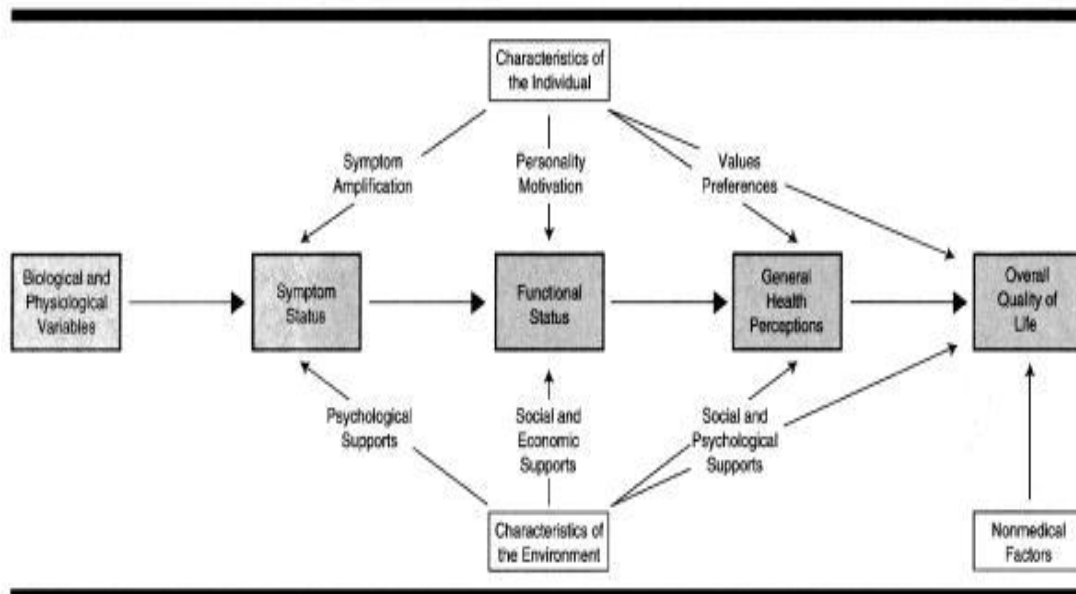 Characteristics of
the Individual
Symptom
Amplification
Personality
Motivation
Values
Preferences
Biological and
Physiological
Variables
Symptom
Status
Functional
Status
General
Health
Perceptions
Overall
Quality of
Life
Psychological
Supports
Social and
Economic
Supports
Social and
Psychological
Supports
Characteristics of
the Environment
Nonmedical
Factors